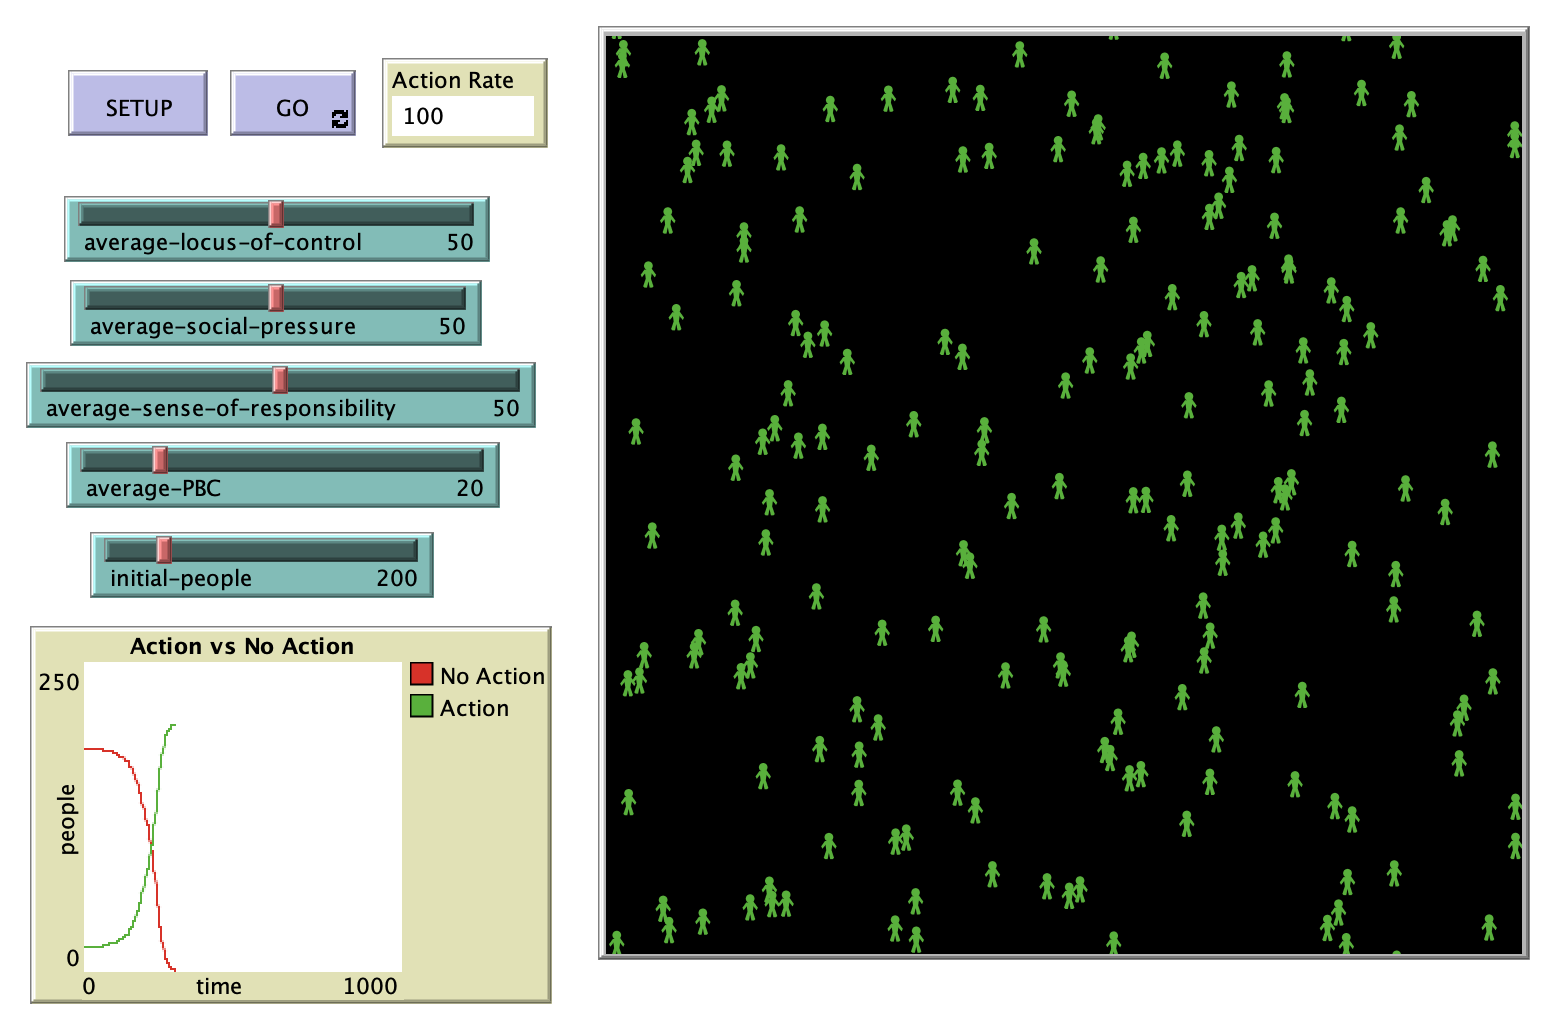 SETUP
GO
Action Rate
100
average-locus-of-control 50
average-social-pressure 50
average-sense-of-responsibility 50
average-PBC 20
initial-people 200
Action vs No Action
250
0
people
0 time 1000
No Action
Action